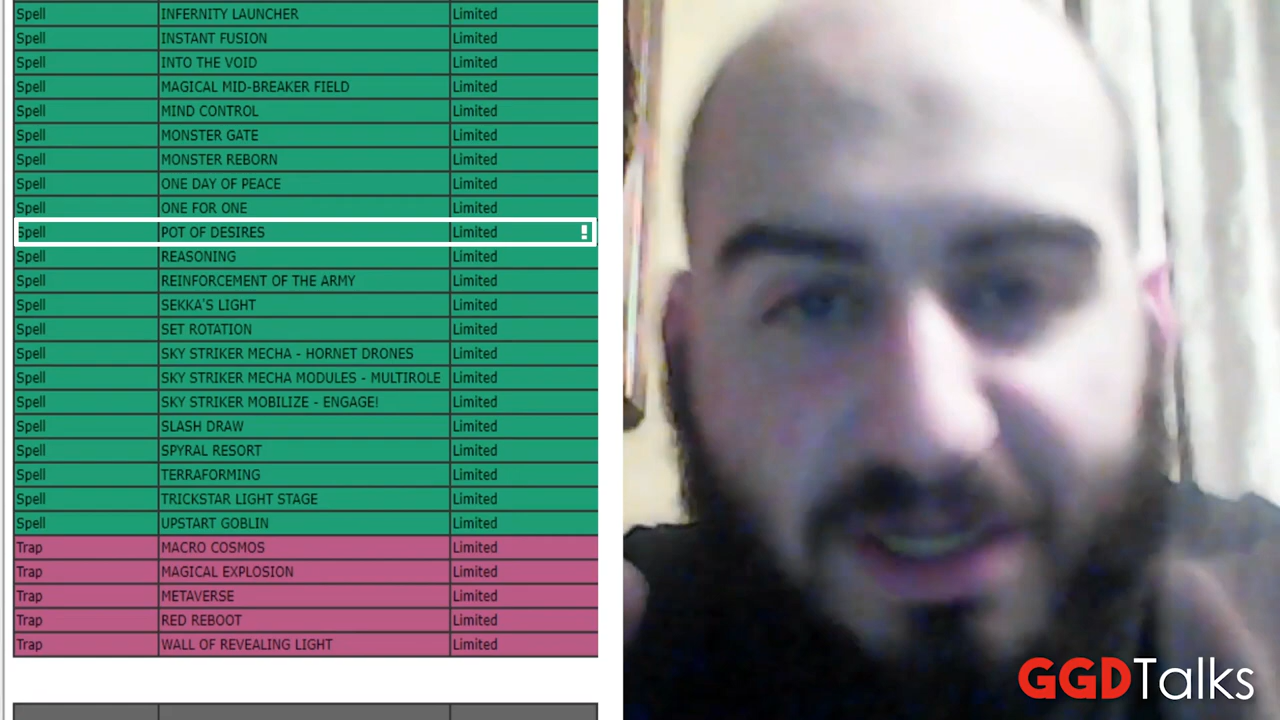 Spell INFERNITY LAUNCHER Limited
Spell INSTANT FUSION Limited
Spell INTO THE VOID Limited
Spell MAGICAL MID-BREAKER FIELD Limited
Spell MIND CONTROL Limited
Spell MONSTER GATE Limited
Spell MONSTER REBORN Limited
Spell ONE DAY OF PEACE Limited
Spell ONE FOR ONE Limited
Spell POT OF DESIRES Limited !
Spell REASONING Limited
Spell REINFORCEMENT OF THE ARMY Limited
Spell SEKKA'S LIGHT Limited
Spell SET ROTATION Limited
Spell SKY STRIKER MECHA - HORNET DRONES Limited
Spell SKY STRIKER MECHA MODULES - MULTIROLE Limited
Spell SKY STRIKER MOBILIZE - ENGAGE! Limited
Spell SLASH DRAW Limited
Spell SPYRAL RESORT Limited
Spell TERRAFORMING Limited
Spell TRICKSTAR LIGHT STAGE Limited
Spell UPSTART GOBLIN Limited
Trap MACRO COSMOS Limited
Trap MAGICAL EXPLOSION Limited
Trap METAVERSE Limited
Trap RED REBOOT Limited
Trap WALL OF REVEALING LIGHT Limited
GGDTalks